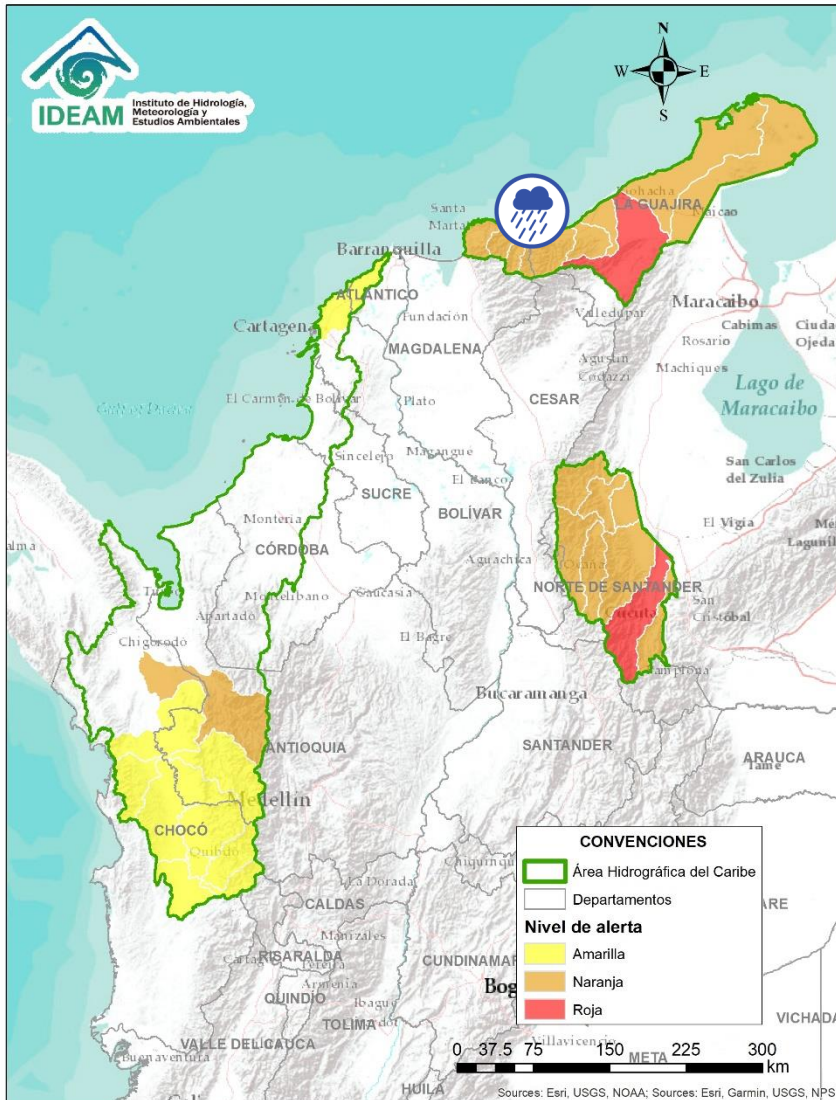 IDEAM
Instituto de Hidrología,
Meteorología y
Estudios Ambientales
N
W
E
S
LA GUAJIRA
Santa
Barranquilla
ATLÁNTICO
Maicao
Maracaibo
Cartagena
Fundación
Valledupar
Cabimas
Rosario
MAGDALENA
Agustín
Codazzi
Machiques
Lago de
Maracaibo
CESAR
El Carmen de Bolívar
Plato
Sincelejo
Magangué
San Carlos
del Zulia
El Banco
SUCRE
BOLÍVAR
Montería
El Vigía
CÓRDOBA
Aguachica
Ocaña
NORTE DE SANTANDER
Montelíbano
Caucasia
Apartadó
Cúcuta
San
Cristóbal
El Bagre
Chigorodó
Bucaramanga
SANTANDER
ANTIOQUIA
ARAUCA
Tame
Medellín
CHOCÓ
Quibdó
La Dorada
CALDAS
Manizales
RISARALDA
Pereira
Armenia
QUINDÍO
Ibagué
TOLIMA
VALLE DEL CAUCA
Buenaventura
HUILA
Villavicencio
META
VICHADA
CONVENCIONES
Área Hidrográfica del Caribe
Departamentos
Nivel de alerta
Amarilla
Naranja
Roja
0 37.5 75 150 225 300
km
Sources: Esri, USGS, NOAA; Sources: Esri, Garmin, USGS, NPS